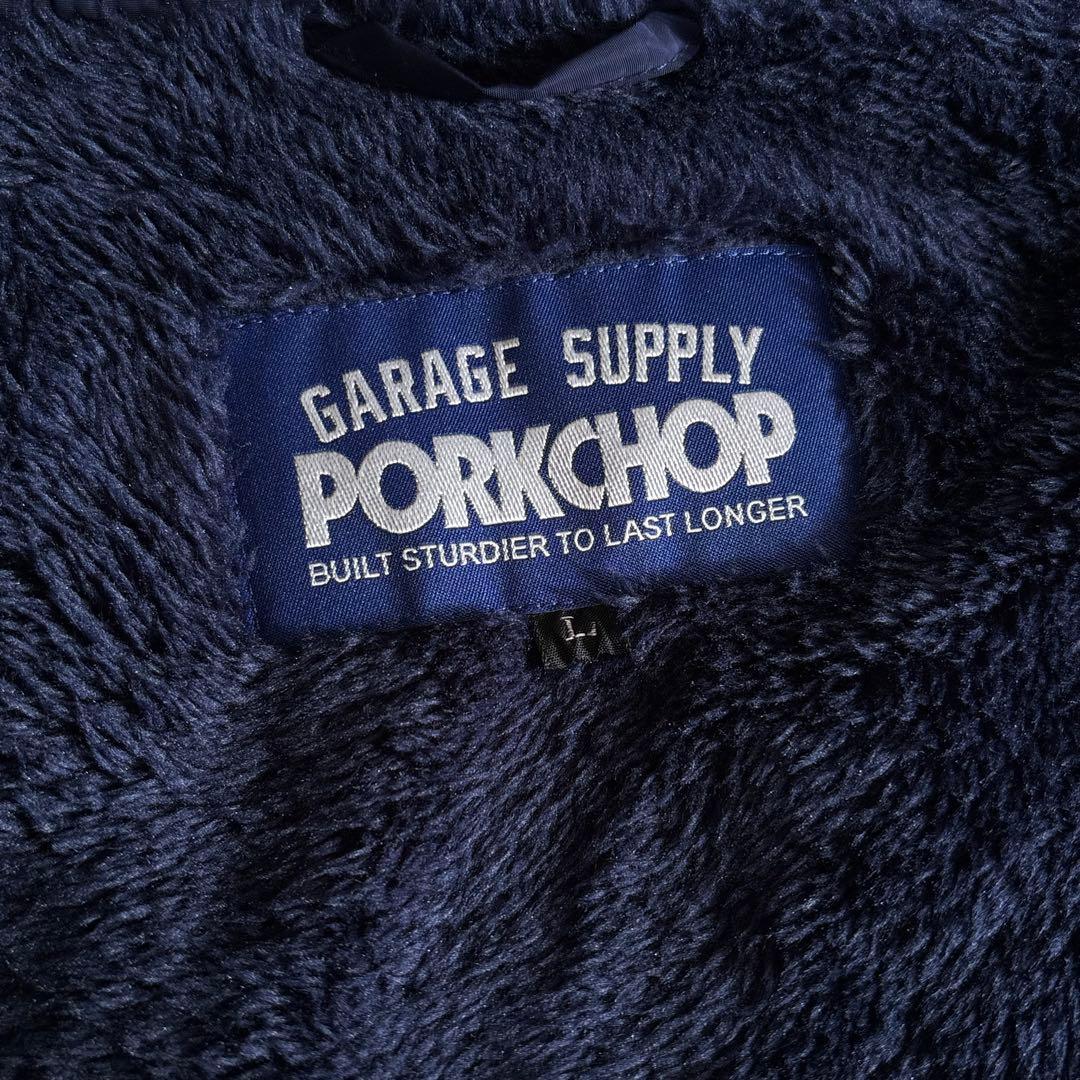 GARAGE SUPPLY
PORKCHOP
BUILT STURDIER TO LAST LONGER
L